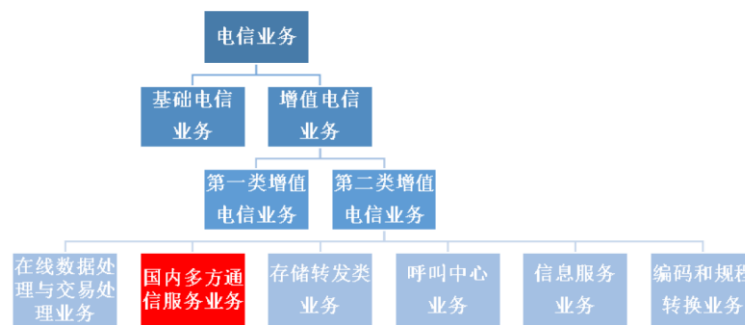 电信业务
基础电信
业务
增值电信
业务
第一类增值
电信业务
第二类增值
电信业务
在线数据处
理与交易处
理业务
国内多方通
信服务业务
存储转发类
业务
呼叫中心
业务
信息服务
业务
编码和规程
转换业务